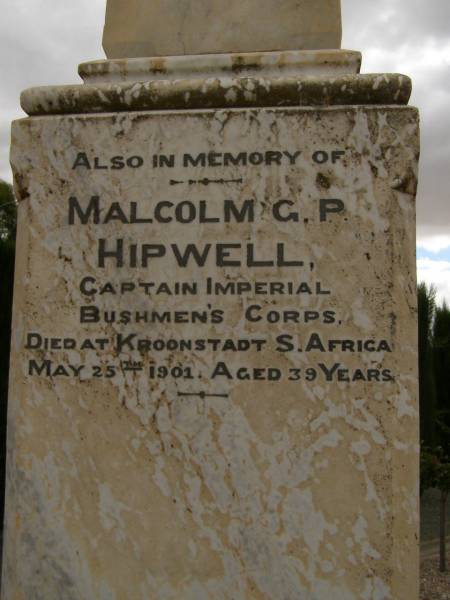 ALSO IN MEMORY OF
MALCOLM G. P.
HIPWELL,
CAPTAIN IMPERIAL
BUSHMEN'S CORPS.
DIED AT KROONSTADT S. AFRICA
MAY 25TH 1901. AGED 39 YEARS